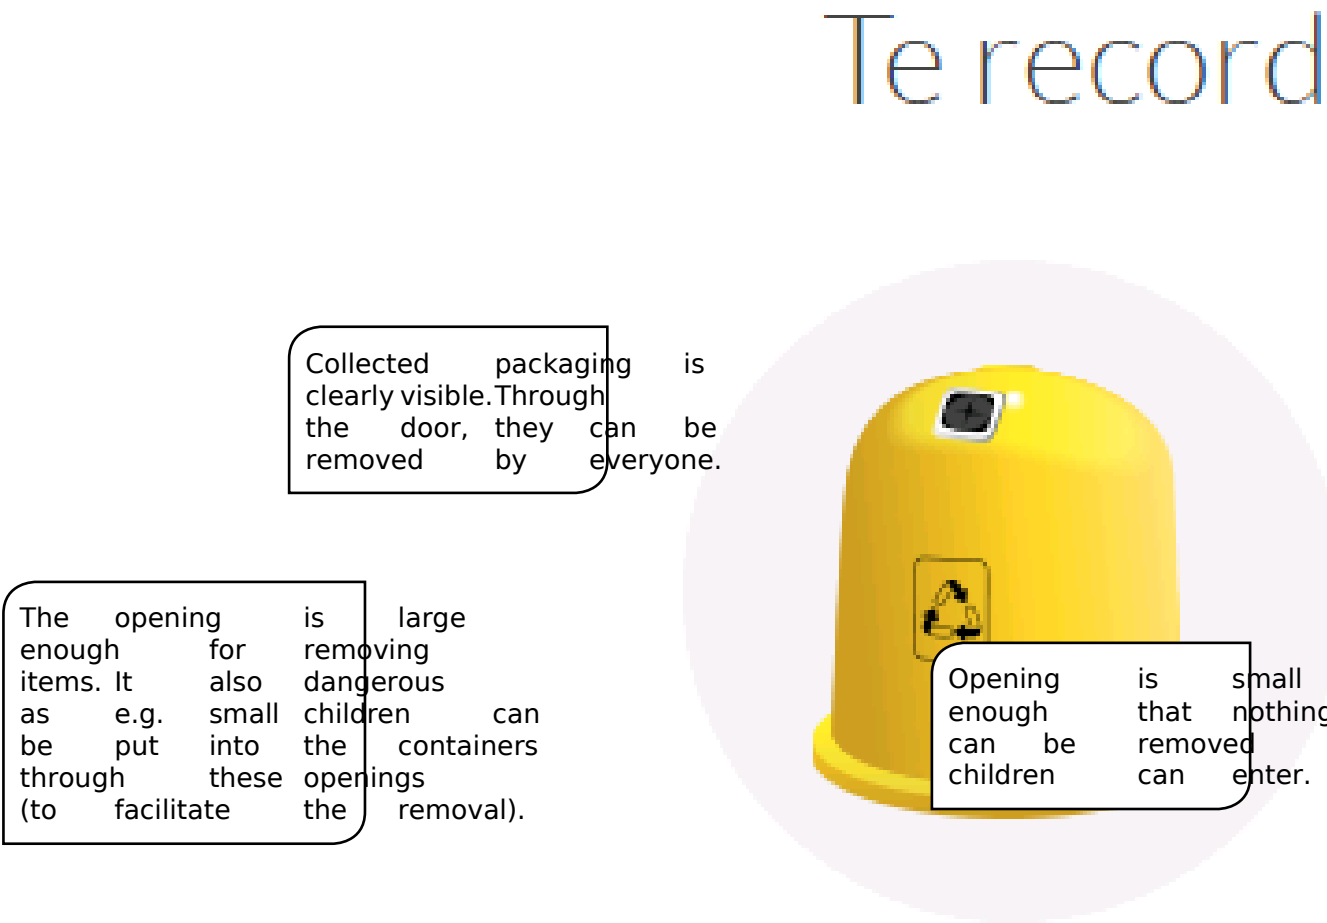 Te record
Collected packaging is
clearly visible. Through
the door, they can be
removed by everyone.
The opening is large
enough for removing
items. It also dangerous
as e.g. small children can
be put into the containers
through these openings
(to facilitate the removal).
Opening is small
enough that nothing
can be removed
children can enter.